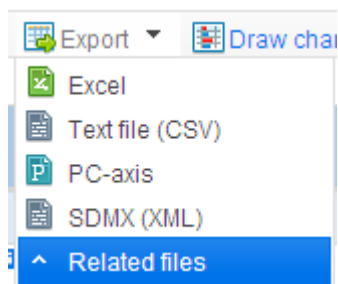 Export Draw char
Excel
Text file (CSV)
PC-axis
SDMX (XML)
Related files